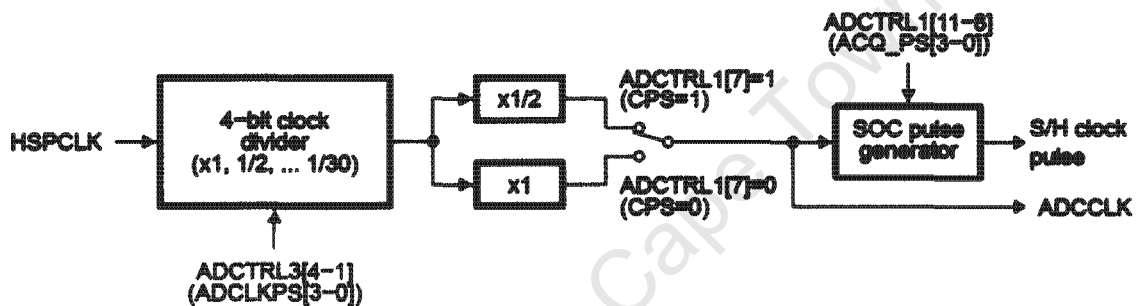 ADCTRL1[11-8]
(ACQ_PS[3-0])
HSPCLK
4-bit clock
divider
(x1, 1/2, ... 1/30)
x1/2
x1
ADCTRL1[7]=1
(CPS=1)
ADCTRL1[7]=0
(CPS=0)
SOC pulse
generator
S/H clock
pulse
ADCCLK
ADCTRL3[4-1]
(ADCLKPS[3-0])
Cape Town